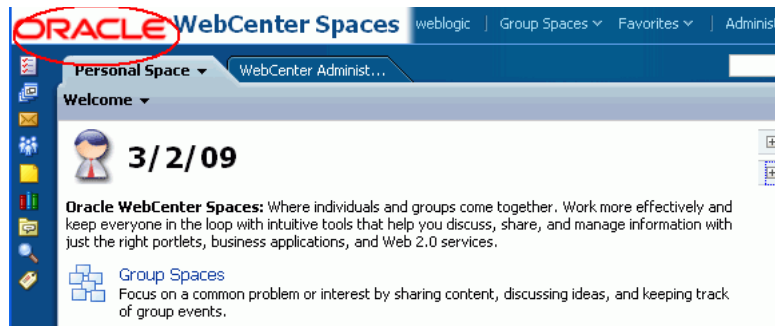 ORACLE WebCenter Spaces weblogic | Group Spaces Favorites | Adminis
Personal Space WebCenter Administ...
Welcome
3/2/09
Oracle WebCenter Spaces: Where individuals and groups come together. Work more effectively and
keep everyone in the loop with intuitive tools that help you discuss, share, and manage information with
just the right portlets, business applications, and Web 2.0 services.
Group Spaces
Focus on a common problem or interest by sharing content, discussing ideas, and keeping track
of group events.